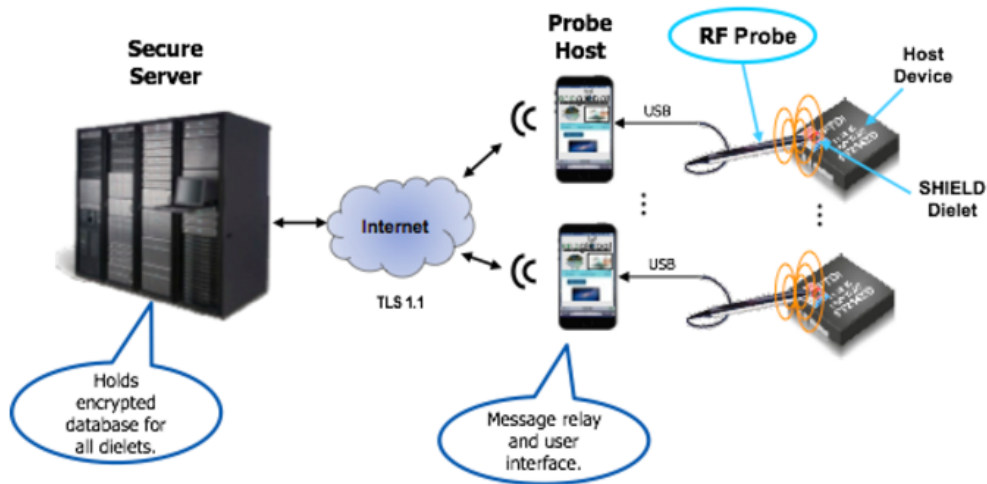 Secure
Server
Probe
Host
RF Probe
Host
Device
USB
SHIELD
Dielet
Internet
TLS 1.1
USB
Holds
encrypted
database for
all dielets.
Message relay
and user
interface.